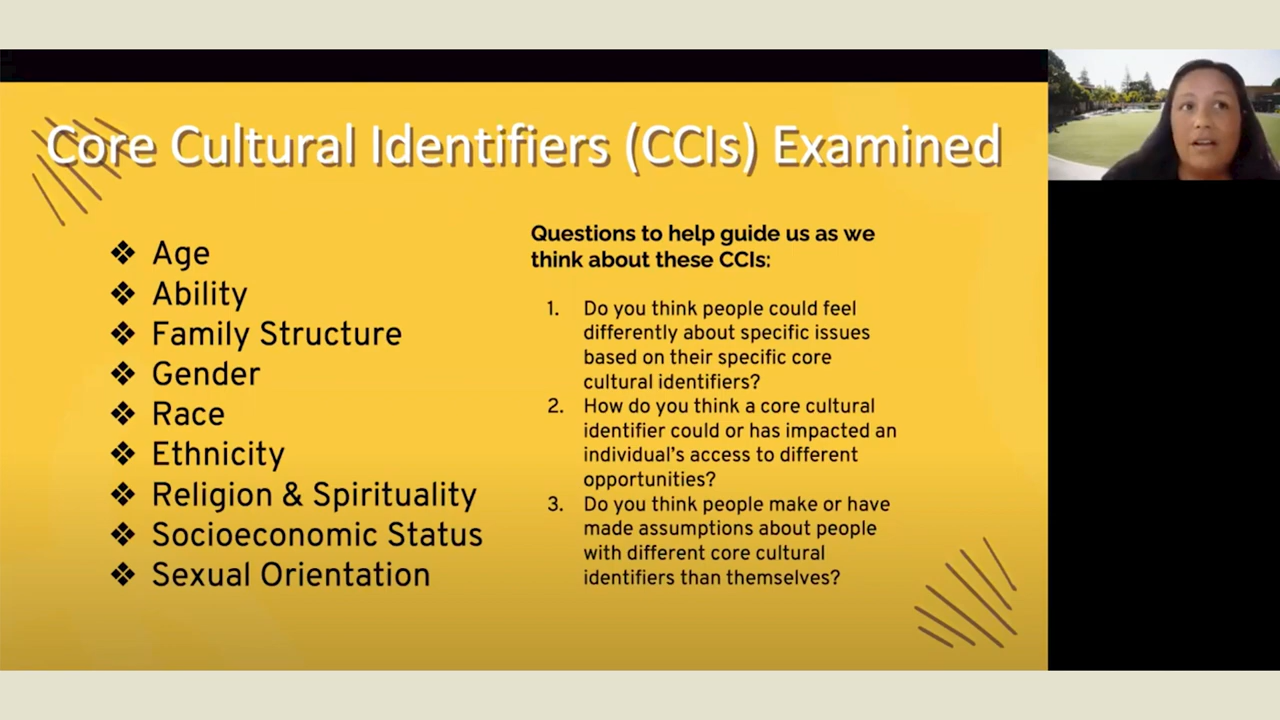 Core Cultural Identifiers (CCIs) Examined
❖ Age
❖ Ability
❖ Family Structure
❖ Gender
❖ Race
❖ Ethnicity
❖ Religion & Spirituality
❖ Socioeconomic Status
❖ Sexual Orientation
Questions to help guide us as we
think about these CCIs:
1. Do you think people could feel
differently about specific issues
based on their specific core
cultural identifiers?
2. How do you think a core cultural
identifier could or has impacted an
individual's access to different
opportunities?
3. Do you think people make or have
made assumptions about people
with different core cultural
identifiers than themselves?